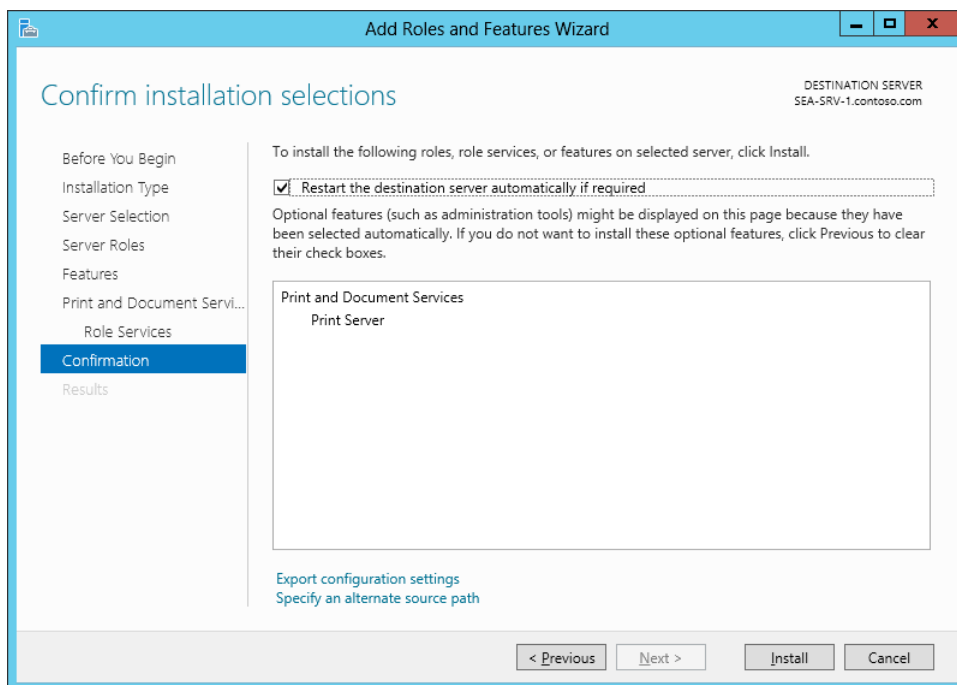 Add Roles and Features Wizard
Confirm installation selections
DESTINATION SERVER
SEA-SRV-1.contoso.com
Before You Begin
Installation Type
Server Selection
Server Roles
Features
Print and Document Servi...
Role Services
Confirmation
Results
To install the following roles, role services, or features on selected server, click Install.
Restart the destination server automatically if required
Optional features (such as administration tools) might be displayed on this page because they have
been selected automatically. If you do not want to install these optional features, click Previous to clear
their check boxes.
Print and Document Services
Print Server
Export configuration settings
Specify an alternate source path
< Previous
Next >
Install
Cancel